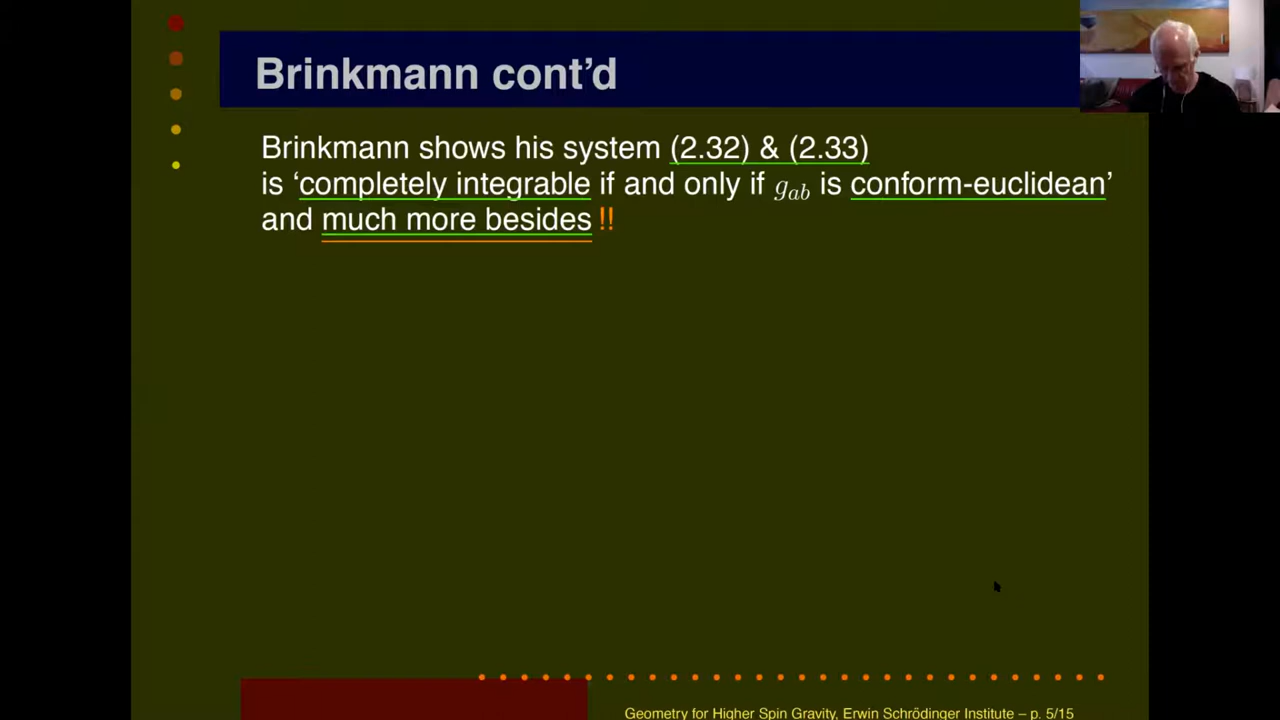 Brinkmann cont’d
Brinkmann shows his system (2.32) & (2.33)
is ‘completely integrable if and only if gab is conform-euclidean’
and much more besides !!
Geometry for Higher Spin Gravity, Erwin Schrödinger Institute – p. 5/15